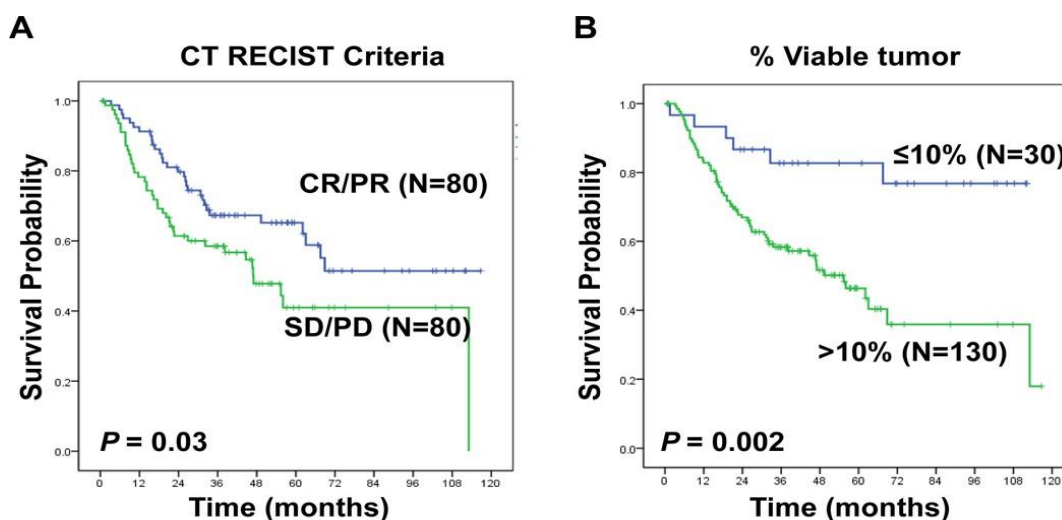 A
CT RECIST Criteria
Survival Probability
1.0
0.8
0.6
0.4
0.2
0.0
CR/PR (N=80)
SD/PD (N=80)
P = 0.03
0 12 24 36 48 60 72 84 96 108 120
Time (months)
B
% Viable tumor
Survival Probability
1.0
0.8
0.6
0.4
0.2
0.0
≤10% (N=30)
>10% (N=130)
P = 0.002
0 12 24 36 48 60 72 84 96 108 120
Time (months)